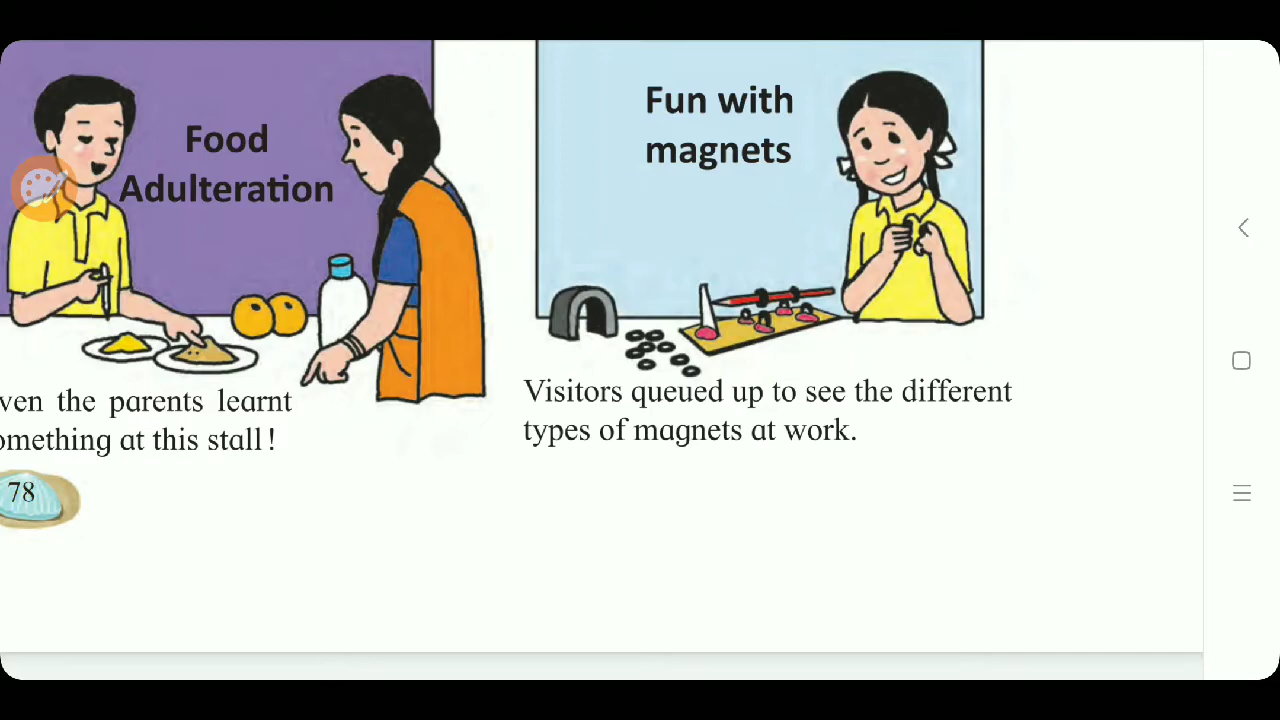 Food
Adulteration
Fun with
magnets
ven the parents learnt
omething at this stall!
Visitors queued up to see the different
types of magnets at work.
78